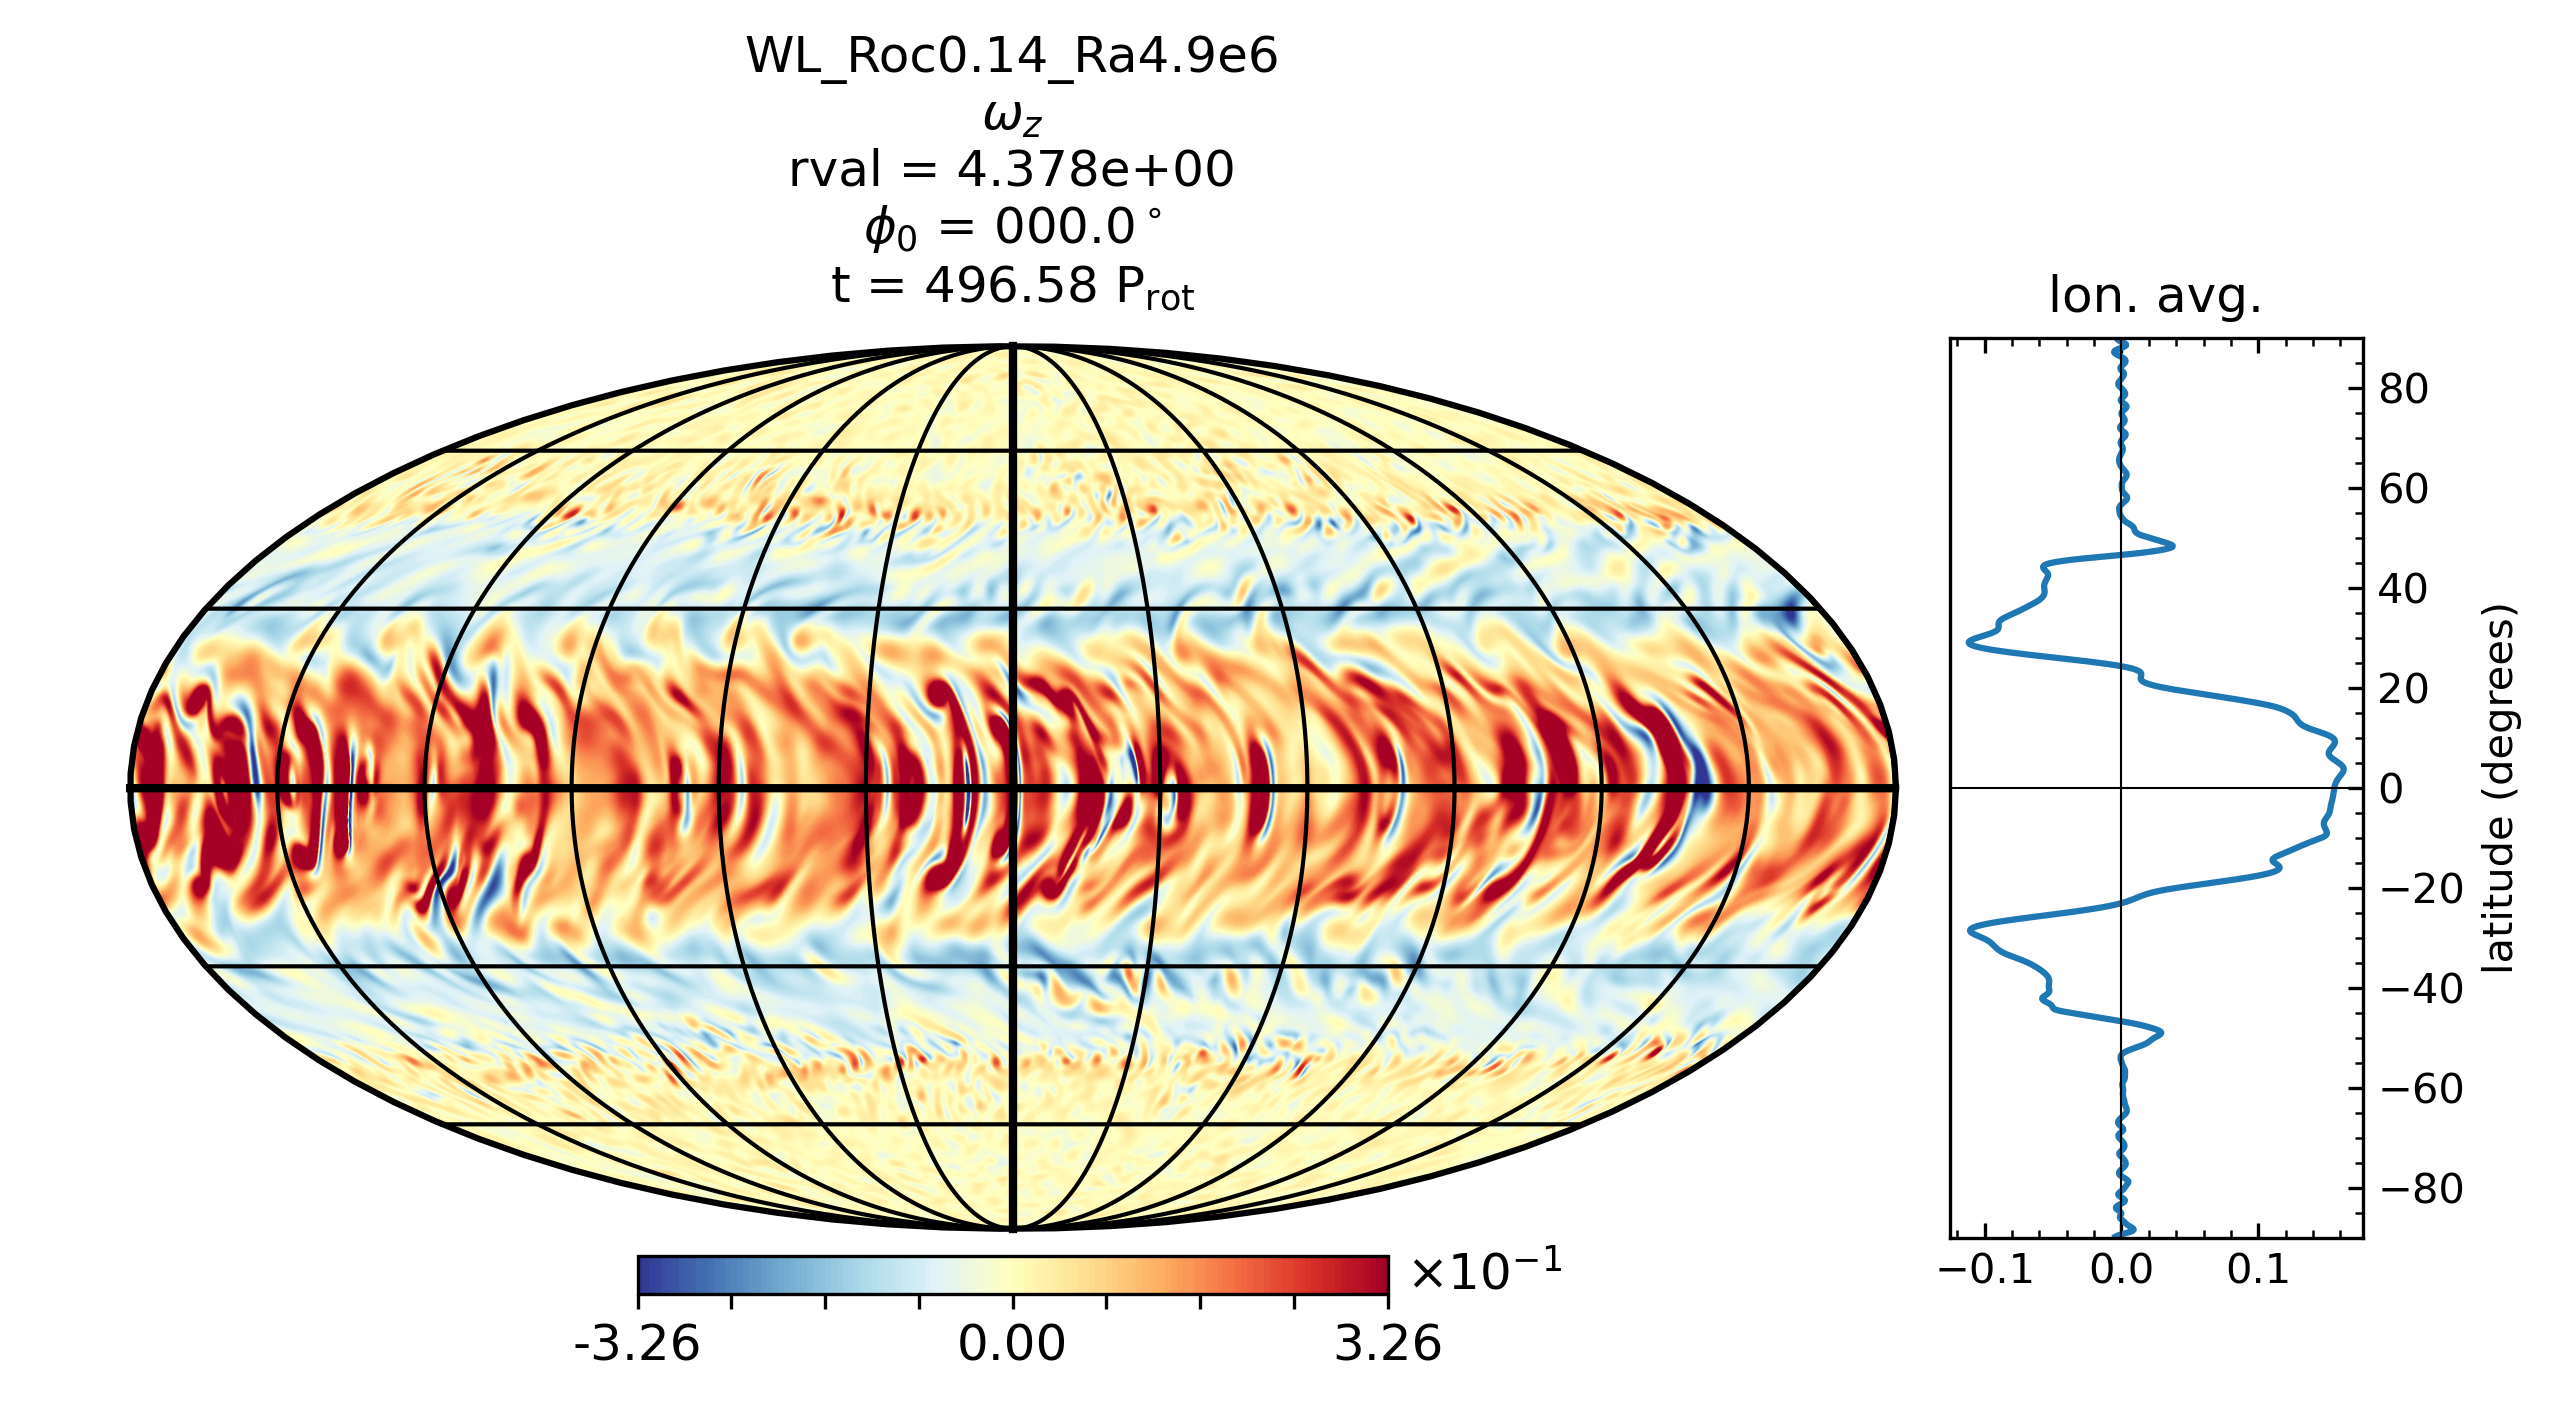 WL_Roc0.14_Ra4.9e6
ω_z
rval = 4.378e+00
ϕ_0 = 000.0°
t = 496.58 P_rot
lon. avg.
80
60
40
20
0
−20
−40
−60
−80
latitude (degrees)
−0.1 0.0 0.1
×10^{−1}
-3.26 0.00 3.26